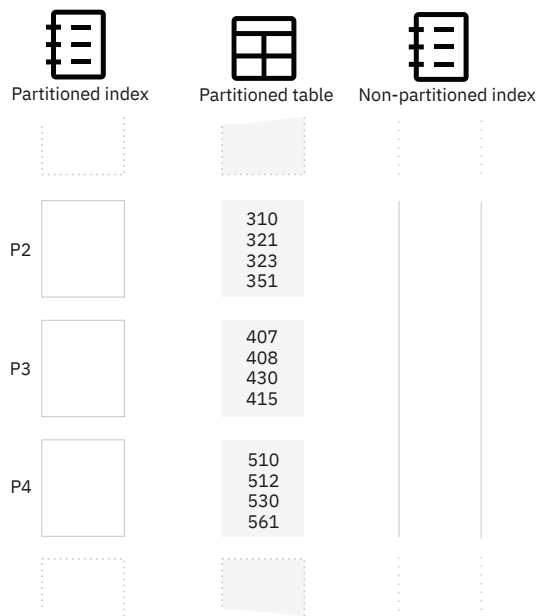 Partitioned index
Partitioned table
Non-partitioned index
P2
310
321
323
351
P3
407
408
430
415
P4
510
512
530
561